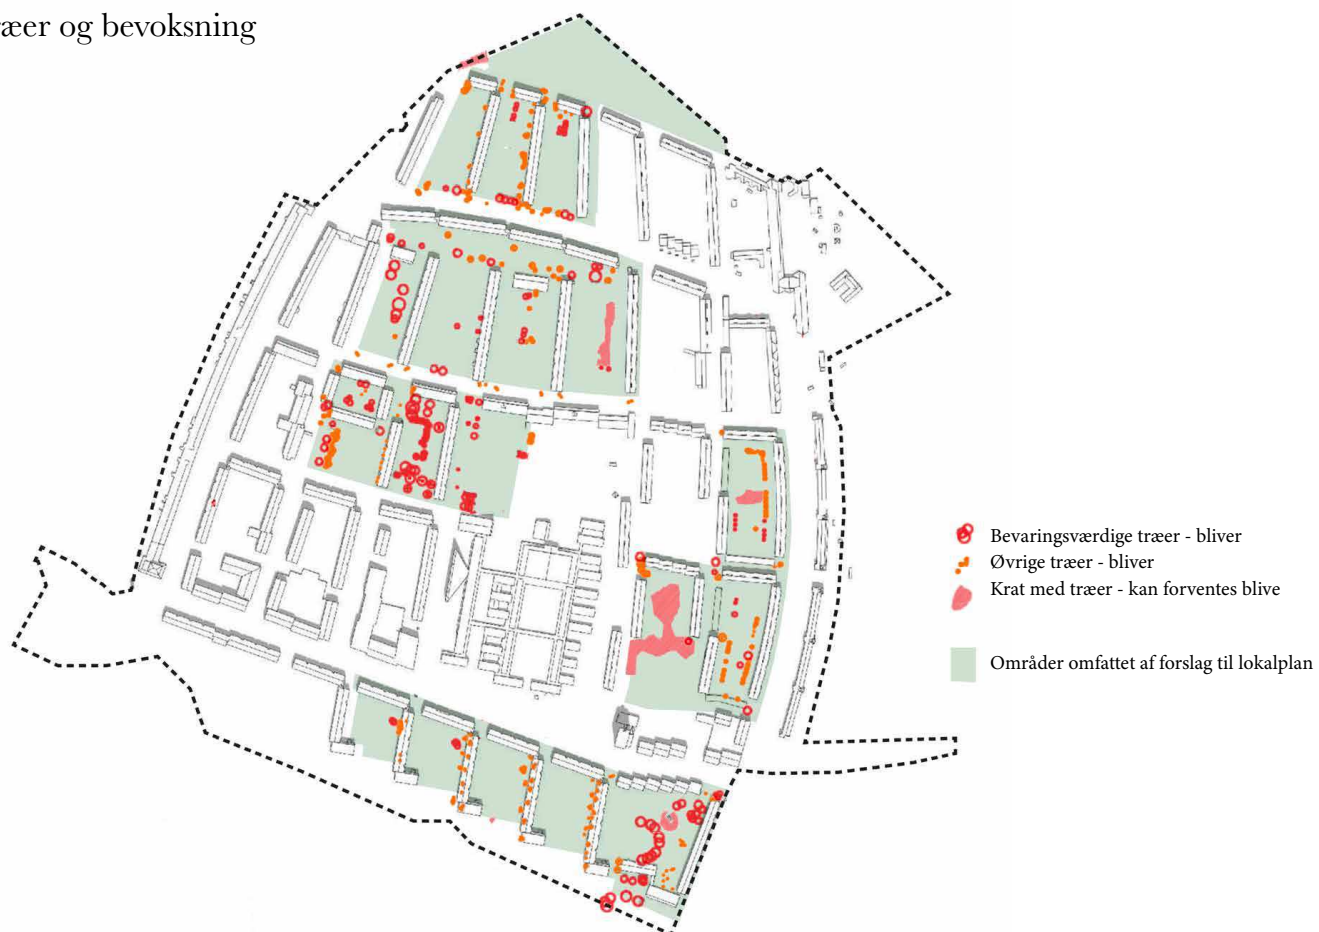 og bevoksning
Bevaringsværdige træer - bliver
Øvrige træer - bliver
Krat med træer - kan forventes blive
Områder omfattet af forslag til lokalplan